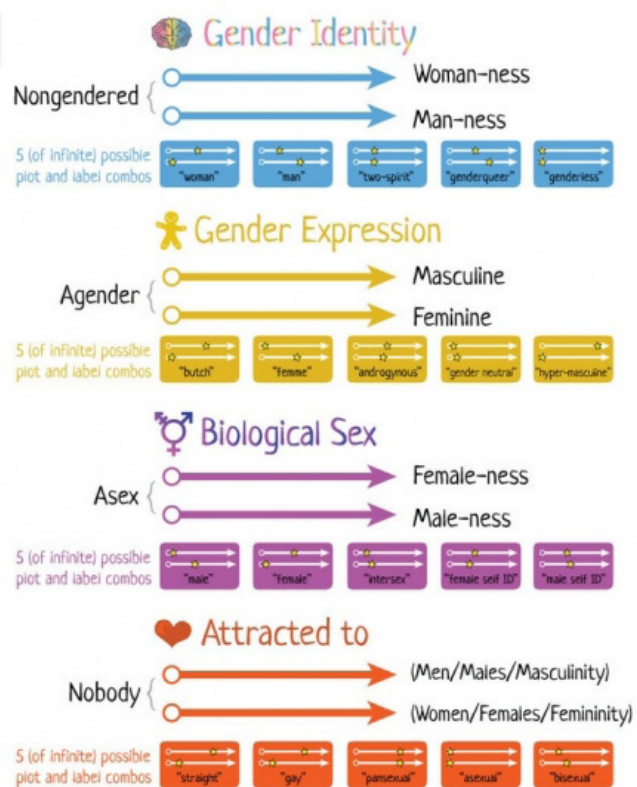 Gender Identity
Nongendered
Woman-ness
Man-ness
5 (of infinite) possible
plot and label combos
"woman"
"man"
"two-spirit"
"genderqueer"
"genderless"
Gender Expression
Agender
Masculine
Feminine
5 (of infinite) possible
plot and label combos
"butch"
"femme"
"androgynous"
"gender neutral"
"hyper-masculine"
Biological Sex
Asex
Female-ness
Male-ness
5 (of infinite) possible
plot and label combos
"male"
"female"
"intersex"
"female self ID"
"male self ID"
Attracted to
Nobody
(Men/Males/Masculinity)
(Women/Females/Femininity)
5 (of infinite) possible
plot and label combos
"straight"
"gay"
"pansexual"
"asexual"
"bisexual"